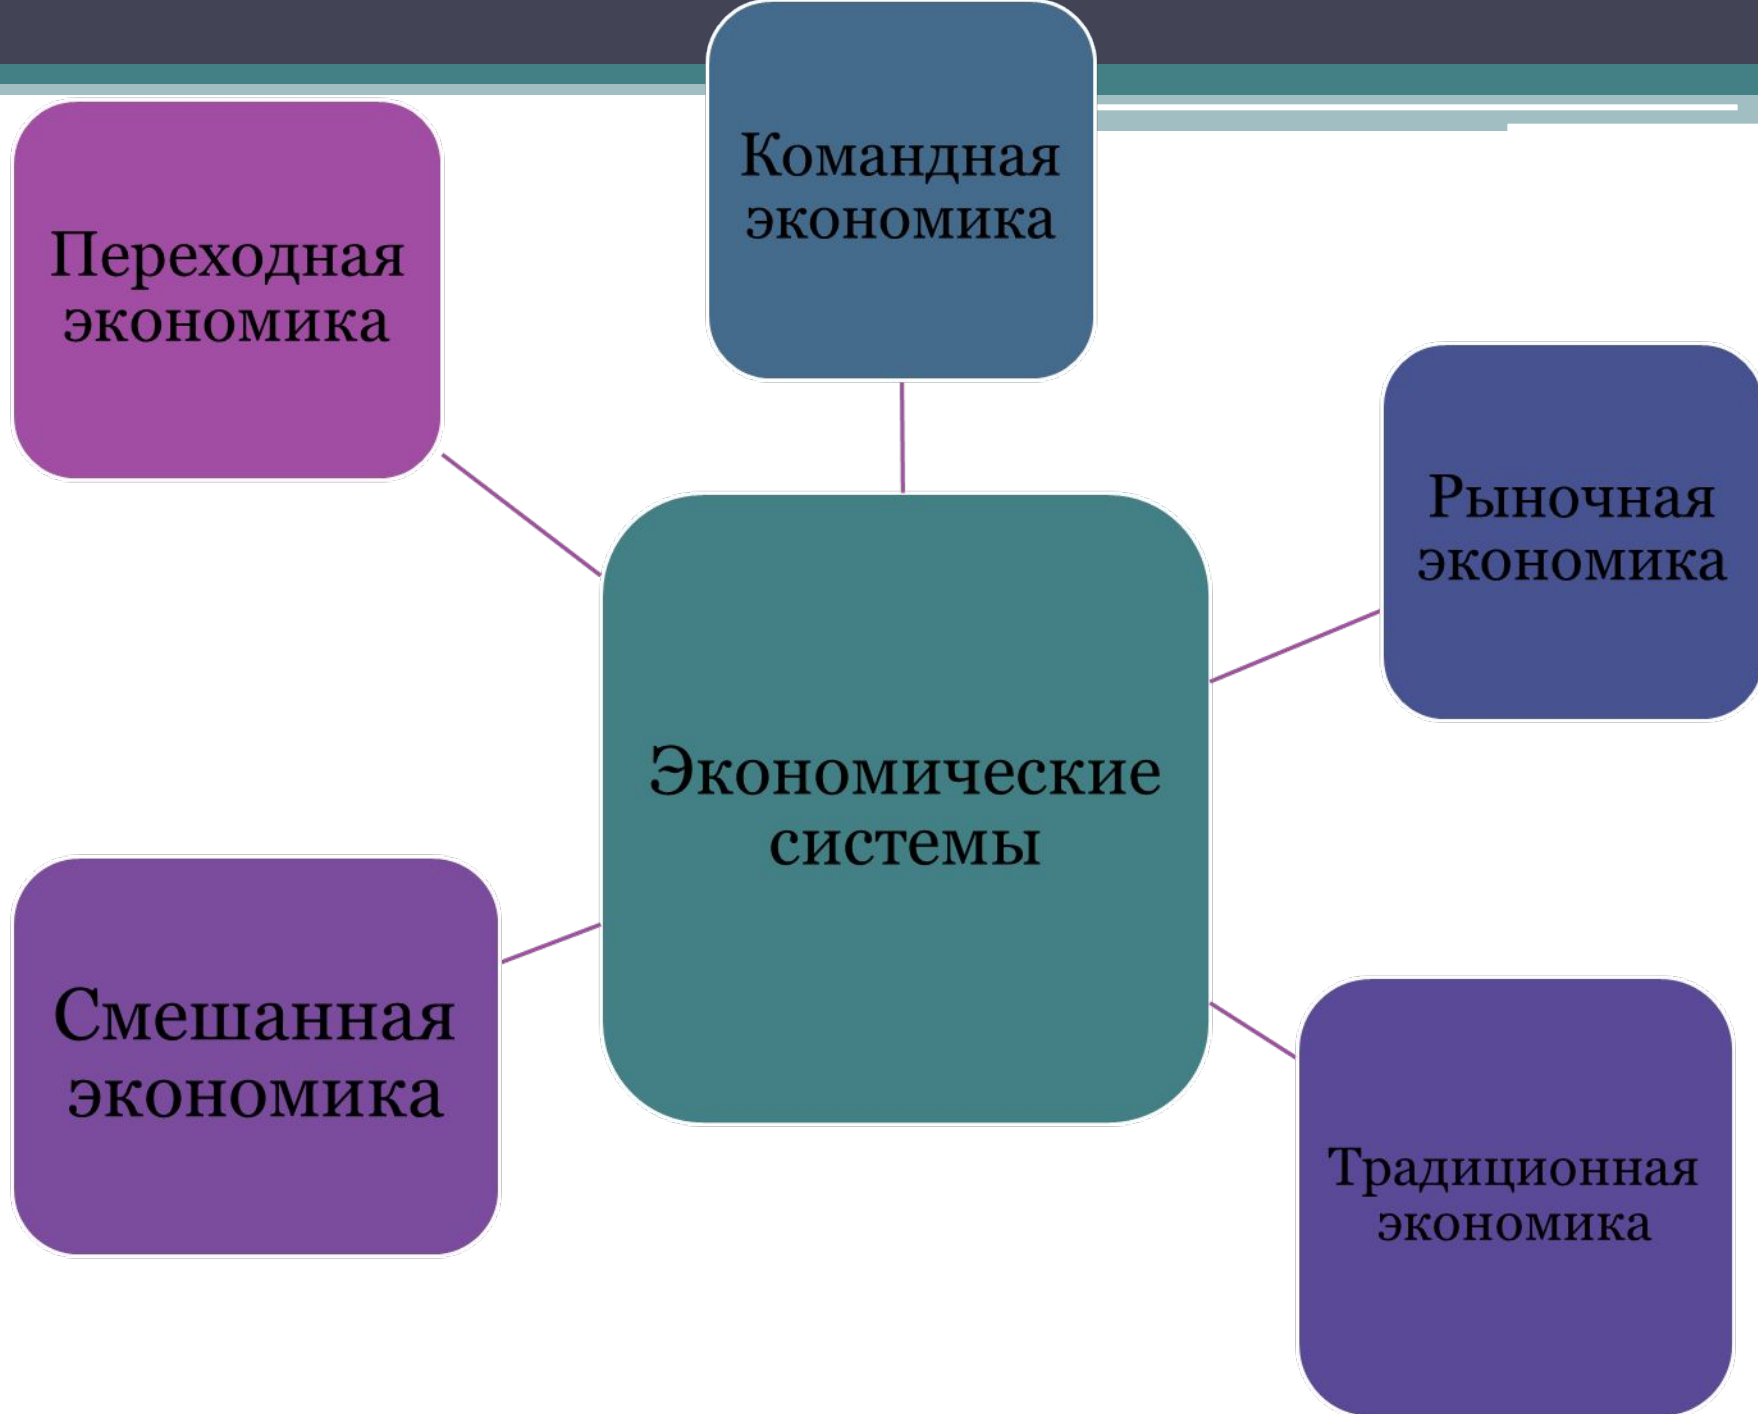 Командная
экономика
Переходная
экономика
Рыночная
экономика
Экономические
системы
Смешанная
экономика
Традиционная
экономика